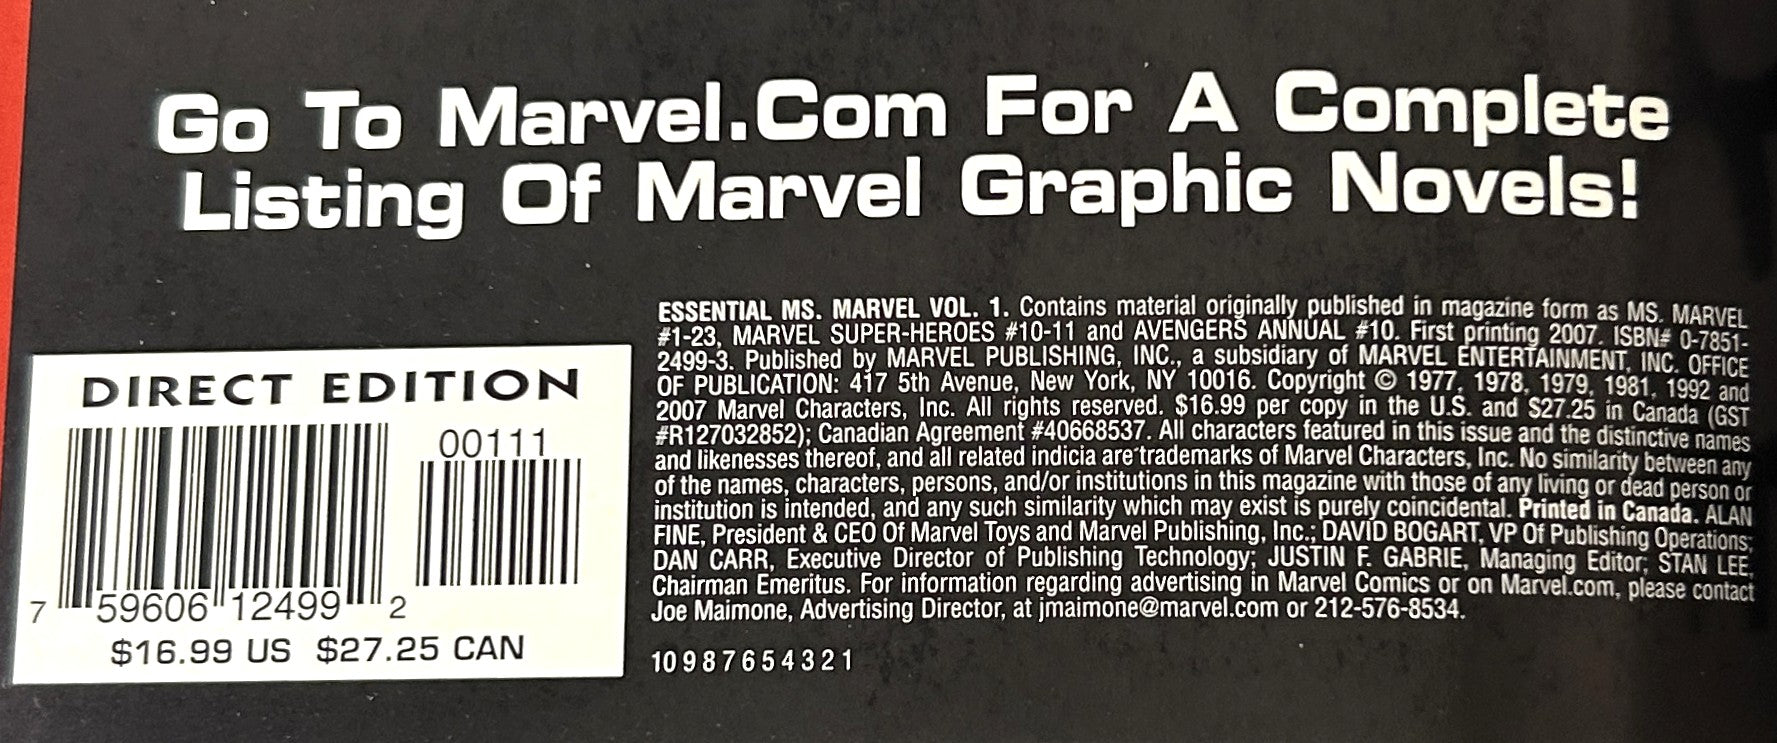 Go To Marvel.Com For A Complete
Listing Of Marvel Graphic Novels!
DIRECT EDITION
00111
7 59606 12499 2
$16.99 US $27.25 CAN
ESSENTIAL MS. MARVEL VOL. 1. Contains material originally published in magazine form as MS. MARVEL
#1-23, MARVEL SUPER-HEROES #10-11 and AVENGERS ANNUAL #10. First printing 2007. ISBN# 0-7851-
2499-3. Published by MARVEL PUBLISHING, INC., a subsidiary of MARVEL ENTERTAINMENT, INC. OFFICE
OF PUBLICATION: 417 5th Avenue, New York, NY 10016. Copyright © 1977, 1978, 1979, 1981, 1992 and
2007 Marvel Characters, Inc. All rights reserved. $16.99 per copy in the U.S. and $27.25 in Canada (GST
#R127032852); Canadian Agreement #40668537. All characters featured in this issue and the distinctive names
and likenesses thereof, and all related indicia are trademarks of Marvel Characters, Inc. No similarity between any
of the names, characters, persons, and/or institutions in this magazine with those of any living or dead person or
institution is intended, and any such similarity which may exist is purely coincidental. Printed in Canada. ALAN
FINE, President & CEO Of Marvel Toys and Marvel Publishing, Inc.; DAVID BOGART, VP Of Publishing Operations;
DAN CARR, Executive Director of Publishing Technology; JUSTIN F. GABRIE, Managing Editor; STAN LEE,
Chairman Emeritus. For information regarding advertising in Marvel Comics or on Marvel.com, please contact
Joe Maimone, Advertising Director, at jmaimone@marvel.com or 212-576-8534.
10 9 8 7 6 5 4 3 2 1